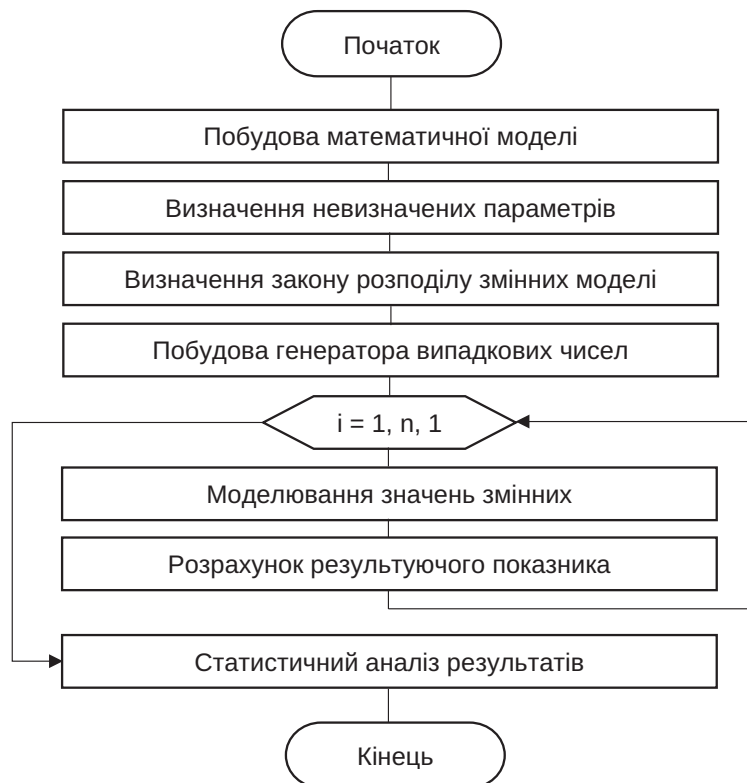 Початок
Побудова математичної моделі
Визначення невизначених параметрів
Визначення закону розподілу змінних моделі
Побудова генератора випадкових чисел
i = 1, n, 1
Моделювання значень змінних
Розрахунок результуючого показника
Статистичний аналіз результатів
Кінець